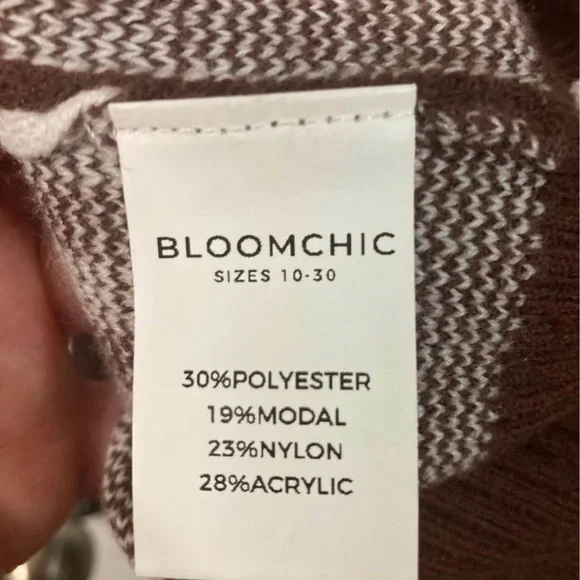 BLOOMCHIC
SIZES 10-30
30%POLYESTER
19%MODAL
23%NYLON
28%ACRYLIC